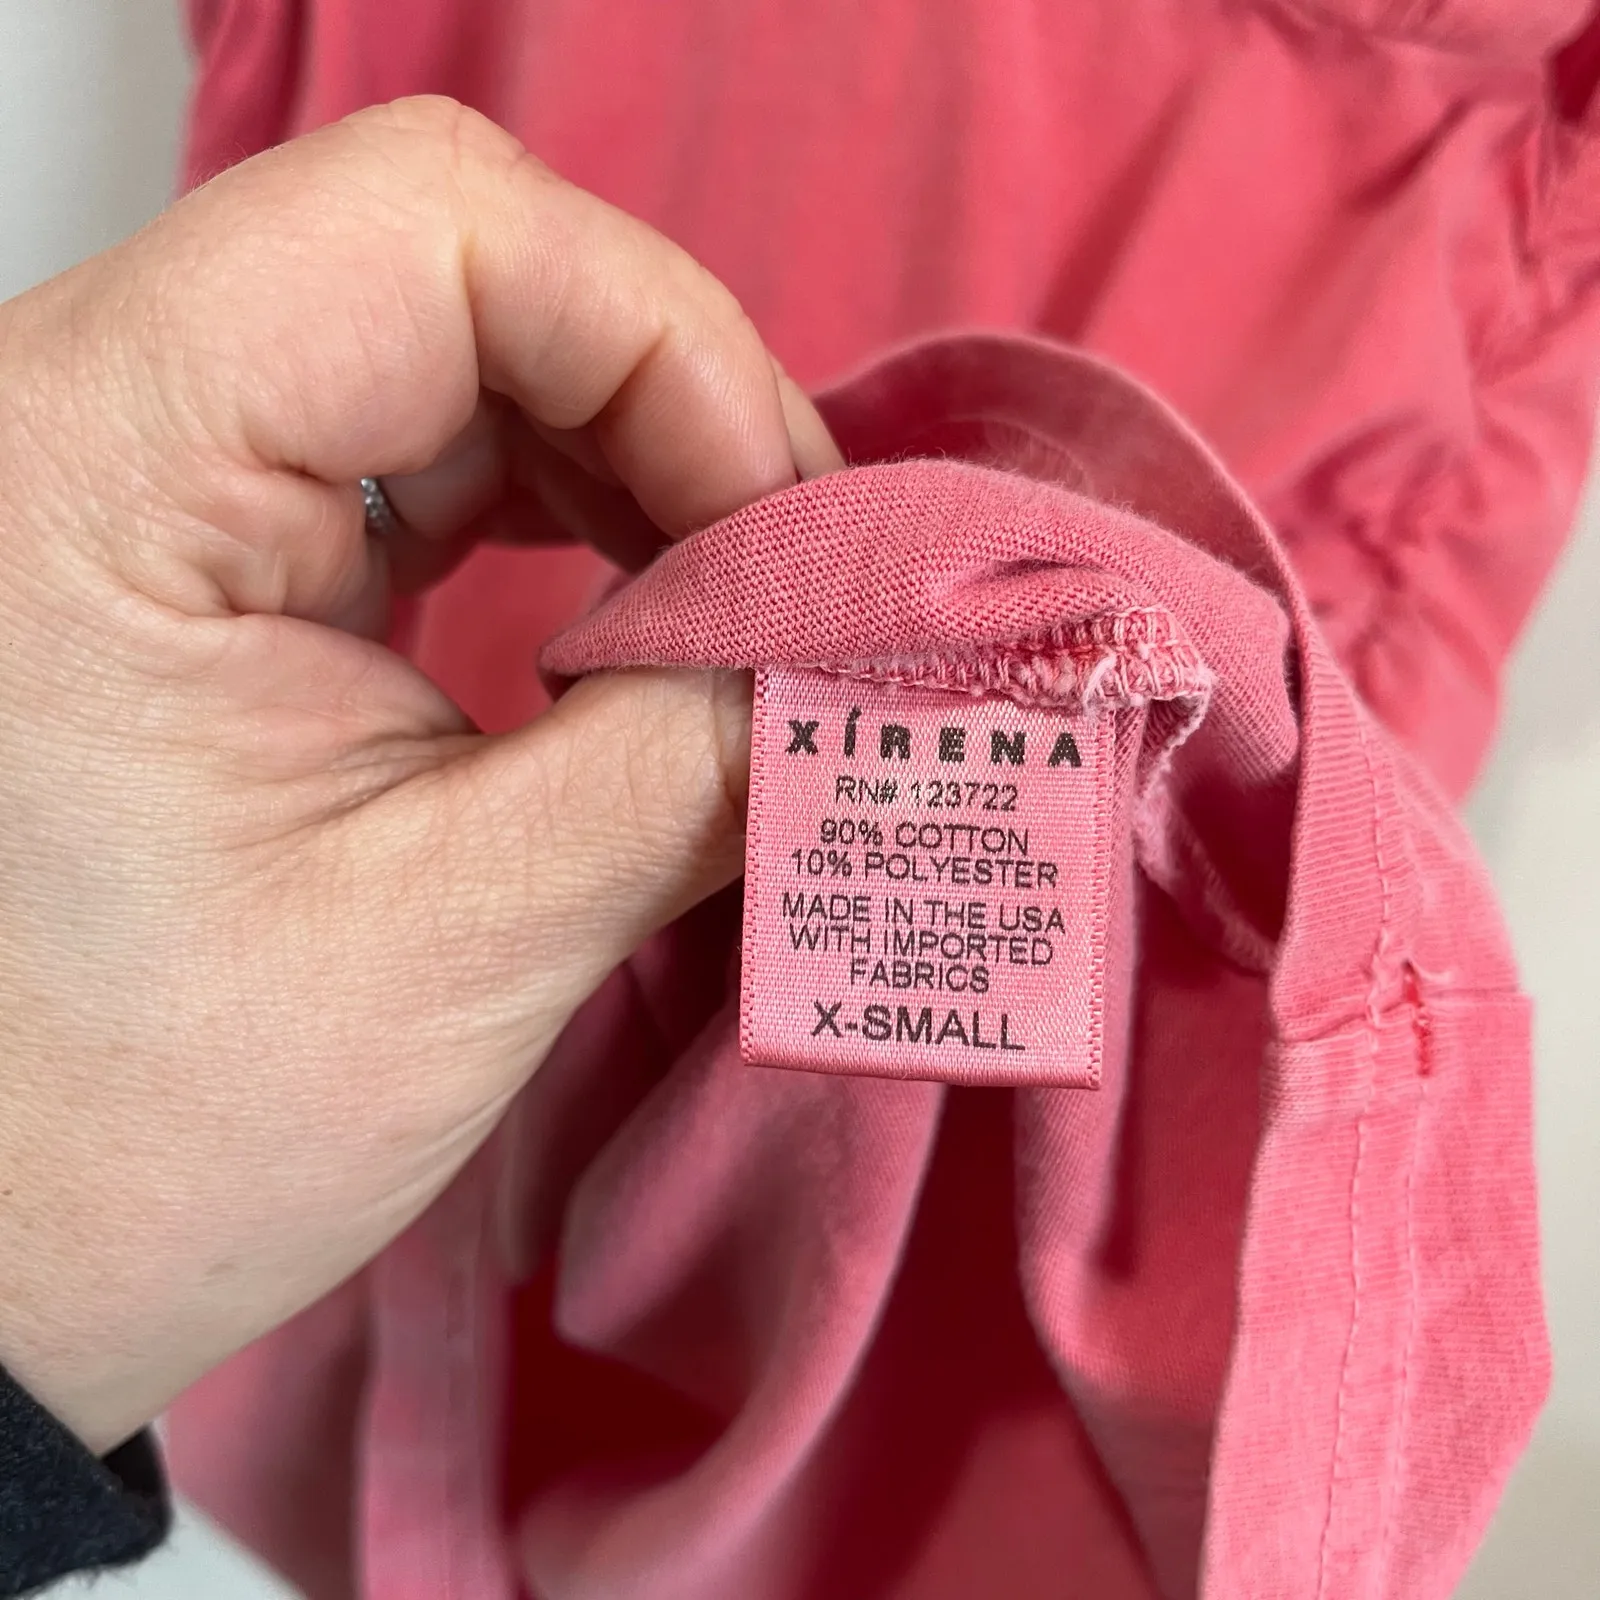 XÍRENA
RN# 123722
90% COTTON
10% POLYESTER
MADE IN THE USA
WITH IMPORTED
FABRICS
X-SMALL